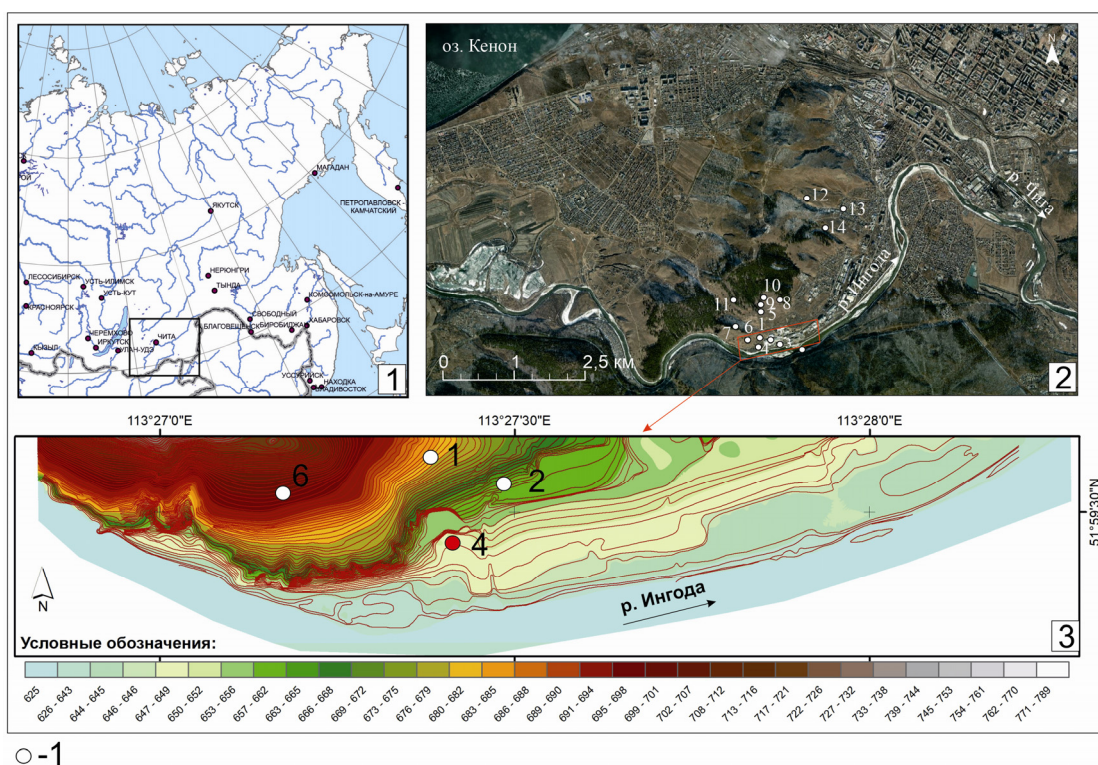 МАГАДАН
ПЕТРОПАВЛОВСК -
КАМЧАТСКИЙ
ОЙ
ЯКУТСК
НЕРЮНГРИ
ТЫНДА
ЛЕСОСИБИРСК
УСТЬ-ИЛИМСК
УСТЬ-КУТ
КОМСОМОЛЬСК-на-АМУРЕ
КРАСНОЯРСК
СВОБОДНЫЙ
БЛАГОВЕЩЕНСК
БИРОБИДЖАН
ХАБАРОВСК
ЧЕРЕМХОВО
ИРКУТСК
УЛАН-УДЭ
ЧИТА
КЫЗЫЛ
УССУРИЙСК
НАХОДКА
ВЛАДИВОСТОК
1
оз. Кенон
N
р. Чита
12
13
14
р. Ингода
10
11
9
8
5
6
1
4
0
1
2,5 км
2
113°27'0"E
113°27'30"E
113°28'0"E
1
6
2
4
51°59'30"N
N
р. Ингода
3
Условные обозначения:
625
626 - 643
644 - 645
646 - 646
647 - 649
650 - 652
653 - 656
657 - 662
663 - 665
666 - 668
669 - 672
673 - 675
676 - 679
680 - 682
683 - 685
686 - 688
689 - 690
691 - 694
695 - 698
699 - 701
702 - 707
708 - 712
713 - 716
717 - 721
722 - 726
727 - 732
733 - 738
739 - 744
745 - 753
754 - 761
762 - 770
771 - 789
-1